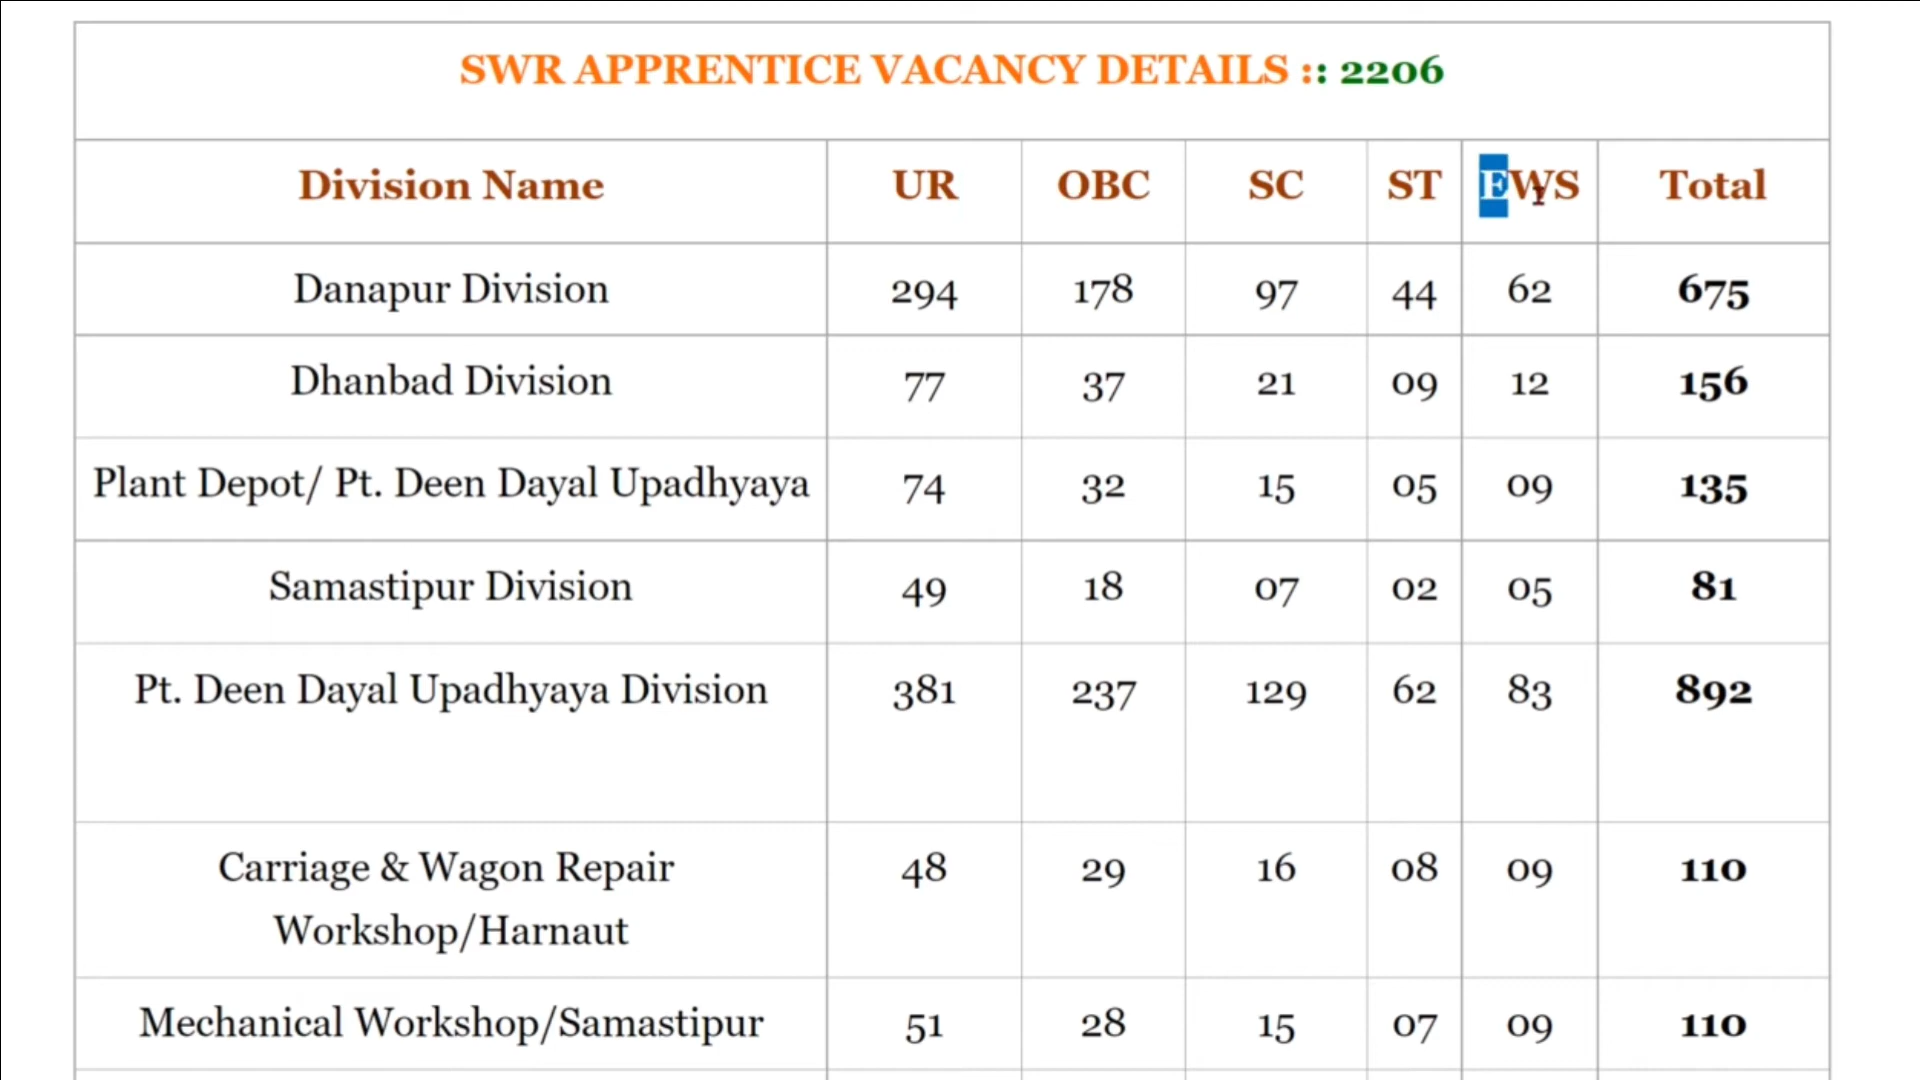 SWR APPRENTICE VACANCY DETAILS :: 2206
Division Name UR OBC SC ST EWS Total
Danapur Division 294 178 97 44 62 675
Dhanbad Division 77 37 21 09 12 156
Plant Depot/ Pt. Deen Dayal Upadhyaya 74 32 15 05 09 135
Samastipur Division 49 18 07 02 05 81
Pt. Deen Dayal Upadhyaya Division 381 237 129 62 83 892
Carriage & Wagon Repair 48 29 16 08 09 110
Workshop/Harnaut
Mechanical Workshop/Samastipur 51 28 15 07 09 110